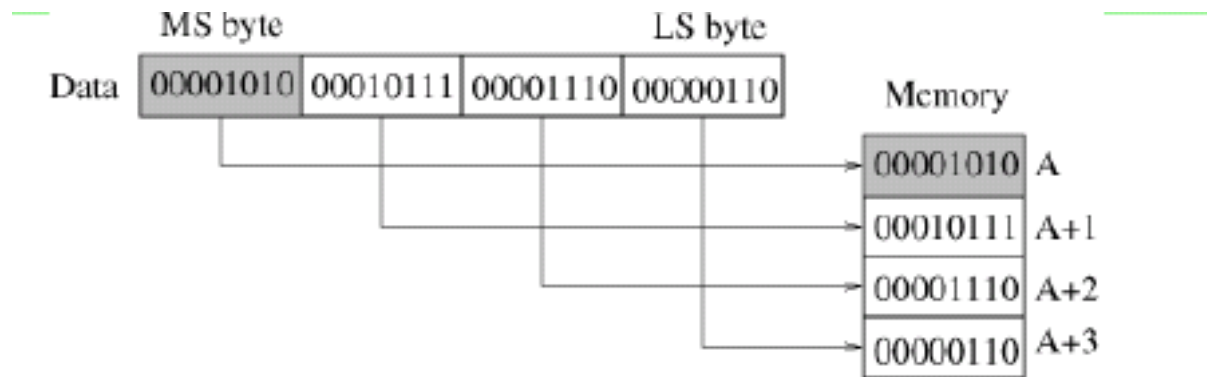 MS byte LS byte
Data 00001010 00010111 00001110 00000110
Memory
00001010 A
00010111 A+1
00001110 A+2
00000110 A+3